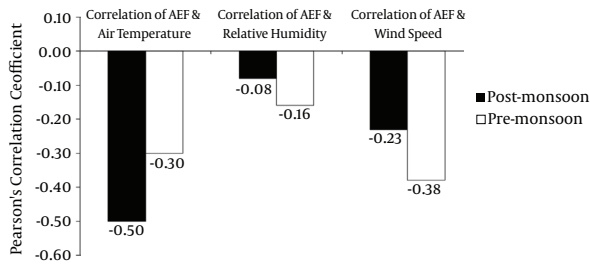 Correlation of AEF &
Air Temperature
Correlation of AEF &
Relative Humidity
Correlation of AEF &
Wind Speed
Pearson's Correlation Ceofficient
0.10
0.00
-0.10
-0.20
-0.30
-0.40
-0.50
-0.60
-0.50
-0.30
-0.08
-0.16
-0.23
-0.38
Post-monsoon
Pre-monsoon